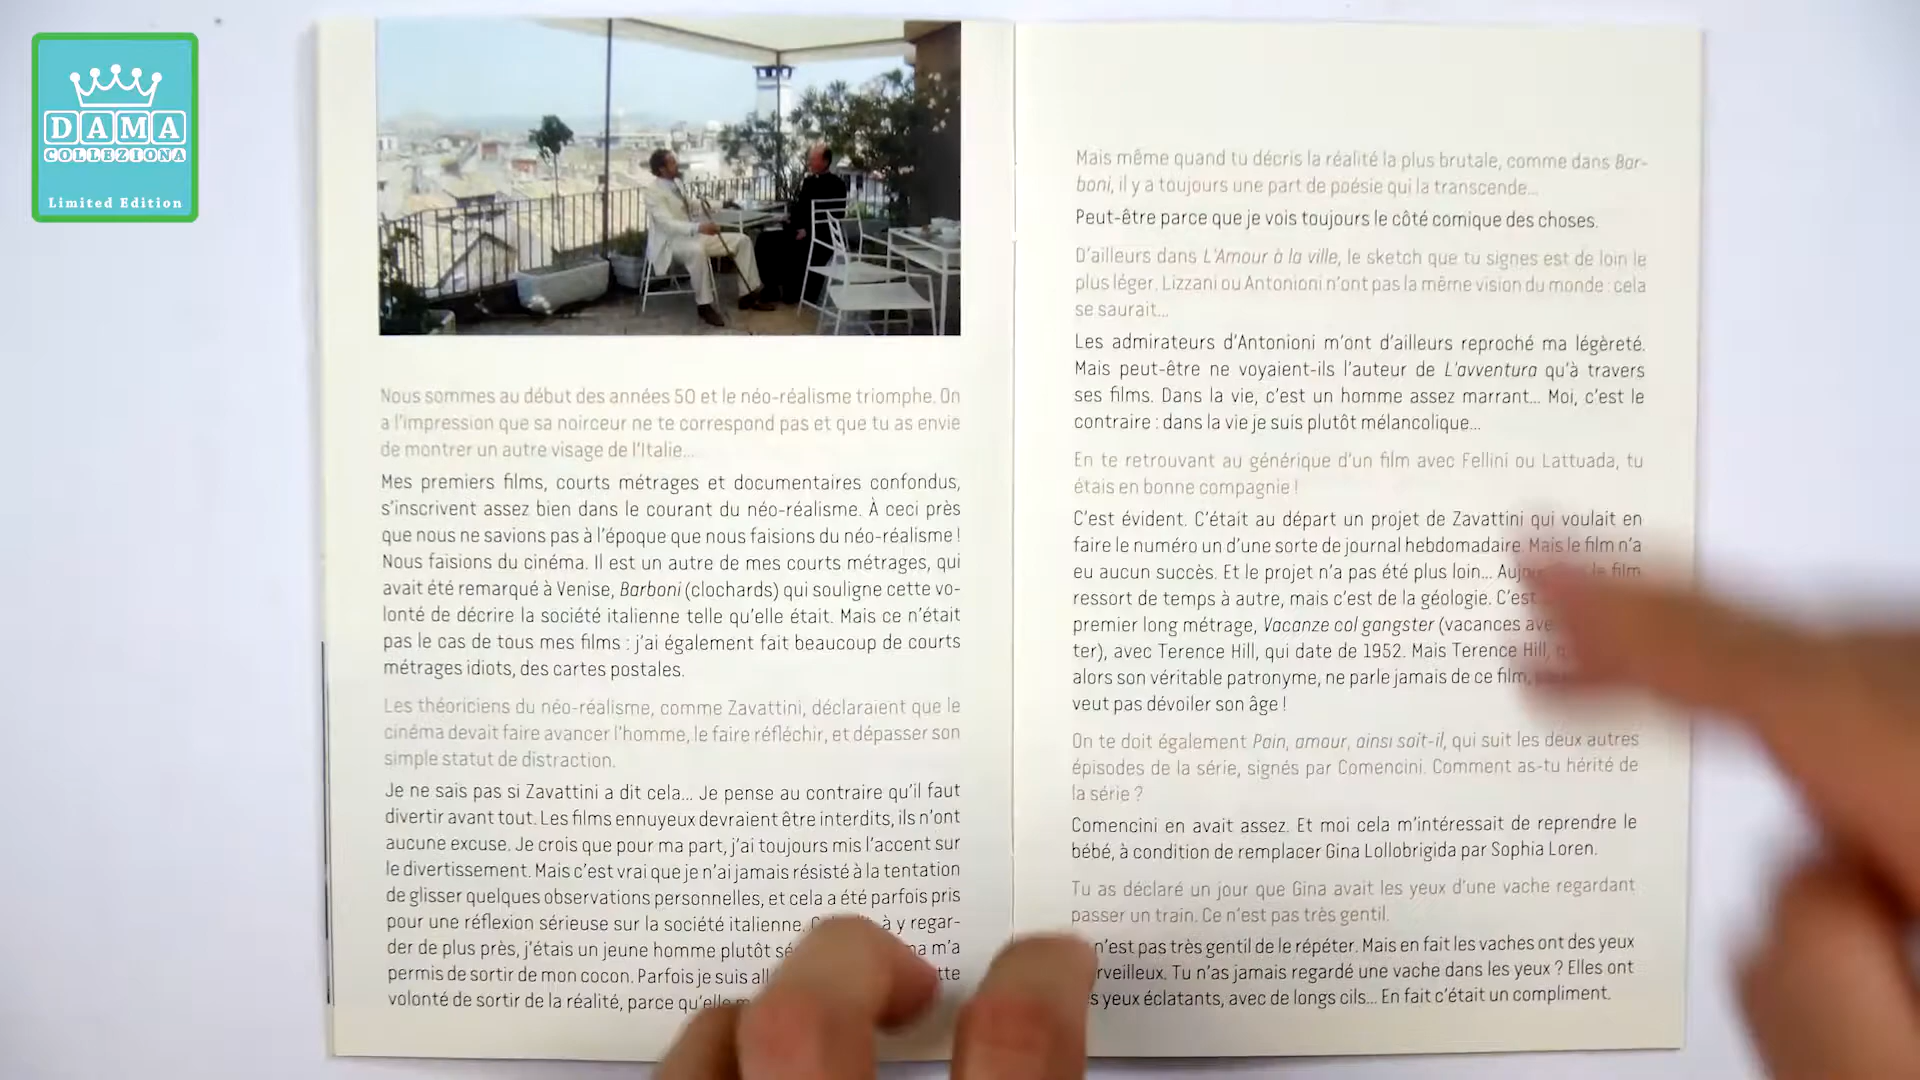 DAMA
COLLEZIONA
Limited Edition
Nous sommes au début des années 50 et le néo-réalisme triomphe. On
a l'impression que sa noirceur ne te correspond pas et que tu as envie
de montrer un autre visage de l'Italie...
Mes premiers films, courts métrages et documentaires confondus,
s'inscrivent assez bien dans le courant du néo-réalisme. À ceci près
que nous ne savions pas à l'époque que nous faisions du néo-réalisme !
Nous faisions du cinéma. Il est un autre de mes courts métrages, qui
avait été remarqué à Venise, Barboni (clochards) qui souligne cette vo-
lonté de décrire la société italienne telle qu'elle était. Mais ce n'était
pas le cas de tous mes films : j'ai également fait beaucoup de courts
métrages idiots, des cartes postales.
Les théoriciens du néo-réalisme, comme Zavattini, déclaraient que le
cinéma devait faire avancer l'homme, le faire réfléchir, et dépasser son
simple statut de distraction.
Je ne sais pas si Zavattini a dit cela... Je pense au contraire qu'il faut
divertir avant tout. Les films ennuyeux devraient être interdits, ils n'ont
aucune excuse. Je crois que pour ma part, j'ai toujours mis l'accent sur
le divertissement. Mais c'est vrai que je n'ai jamais résisté à la tentation
de glisser quelques observations personnelles, et cela a été parfois pris
pour une réflexion sérieuse sur la société italienne. à y regar-
der de plus près, j'étais un jeune homme plutôt m'a
permis de sortir de mon cocon. Parfois je suis
volonté de sortir de la réalité, parce qu'elle
Mais même quand tu décris la réalité la plus brutale, comme dans Bar-
boni, il y a toujours une part de poésie qui la transcende...
Peut-être parce que je vois toujours le côté comique des choses.
D'ailleurs dans L'Amour à la ville, le sketch que tu signes est de loin le
plus léger. Lizzani ou Antonioni n'ont pas la même vision du monde : cela
se saurait...
Les admirateurs d'Antonioni m'ont d'ailleurs reproché ma légèreté.
Mais peut-être ne voyaient-ils l'auteur de L'avventura qu'à travers
ses films. Dans la vie, c'est un homme assez marrant... Moi, c'est le
contraire : dans la vie je suis plutôt mélancolique...
En te retrouvant au générique d'un film avec Fellini ou Lattuada, tu
étais en bonne compagnie !
C'est évident. C'était au départ un projet de Zavattini qui voulait en
faire le numéro un d'une sorte de journal hebdomadaire. Mais le film n'a
eu aucun succès. Et le projet n'a pas été plus loin... le film
ressort de temps à autre, mais c'est de la géologie. C'est
premier long métrage, Vacanze col gangster (vacances
ter), avec Terence Hill, qui date de 1952. Mais Terence Hill,
alors son véritable patronyme, ne parle jamais de ce film,
veut pas dévoiler son âge !
On te doit également Pain, amour, ainsi soit-il, qui suit les deux autres
épisodes de la série, signés par Comencini. Comment as-tu hérité de
la série ?
Comencini en avait assez. Et moi cela m'intéressait de reprendre le
bébé, à condition de remplacer Gina Lollobrigida par Sophia Loren.
Tu as déclaré un jour que Gina avait les yeux d'une vache regardant
passer un train. Ce n'est pas très gentil.
n'est pas très gentil de le répéter. Mais en fait les vaches ont des yeux
Tu n'as jamais regardé une vache dans les yeux ? Elles ont
yeux éclatants, avec de longs cils... En fait c'était un compliment.